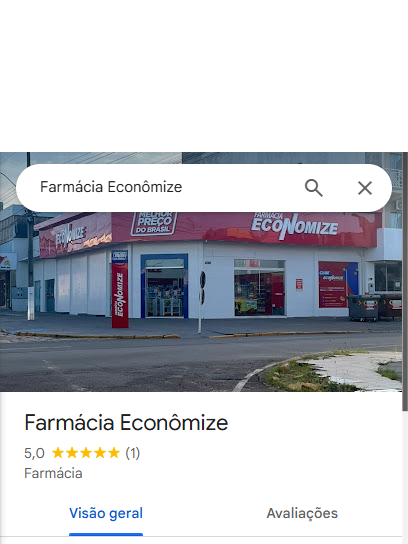 Farmácia Econômize
MELHOR
PREÇO
DO BRASIL
FARMÁCIA
ECONOMIZE
ECONOMIZE
ECONOMIZE
Farmácia Econômize
5,0 (1)
Farmácia
Visão geral Avaliações